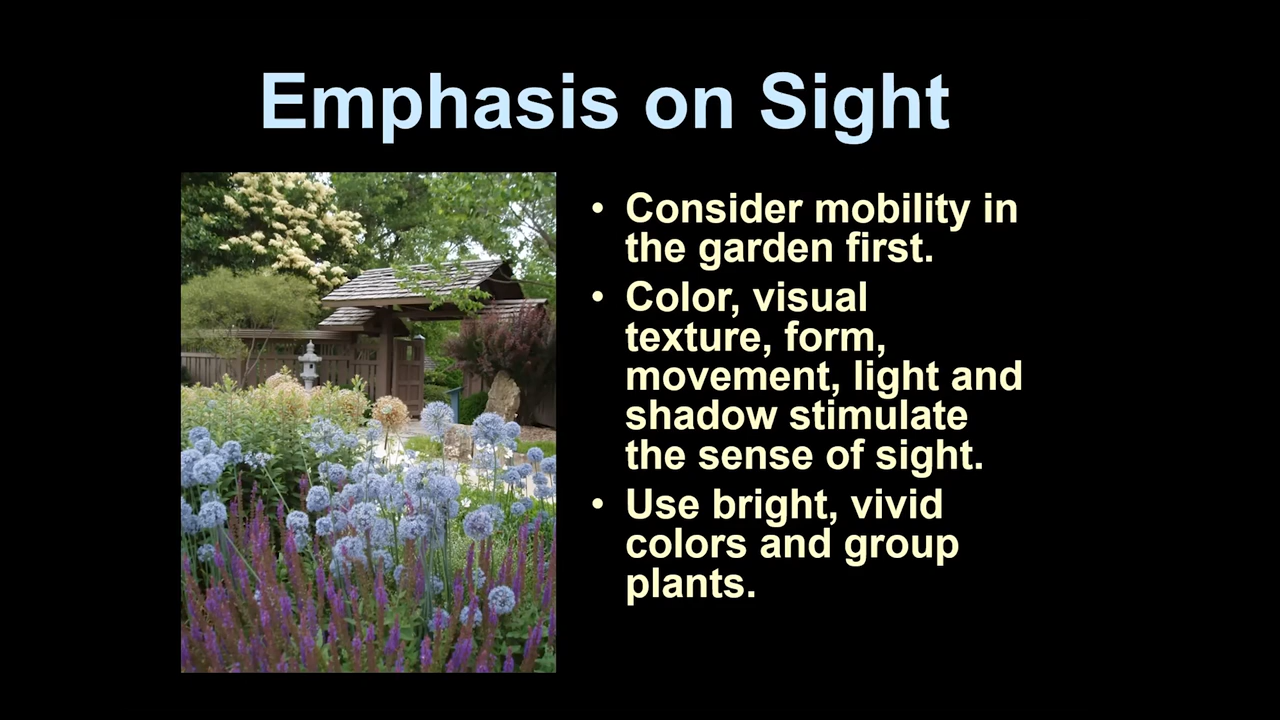 Emphasis on Sight
• Consider mobility in
the garden first.
• Color, visual
texture, form,
movement, light and
shadow stimulate
the sense of sight.
• Use bright, vivid
colors and group
plants.